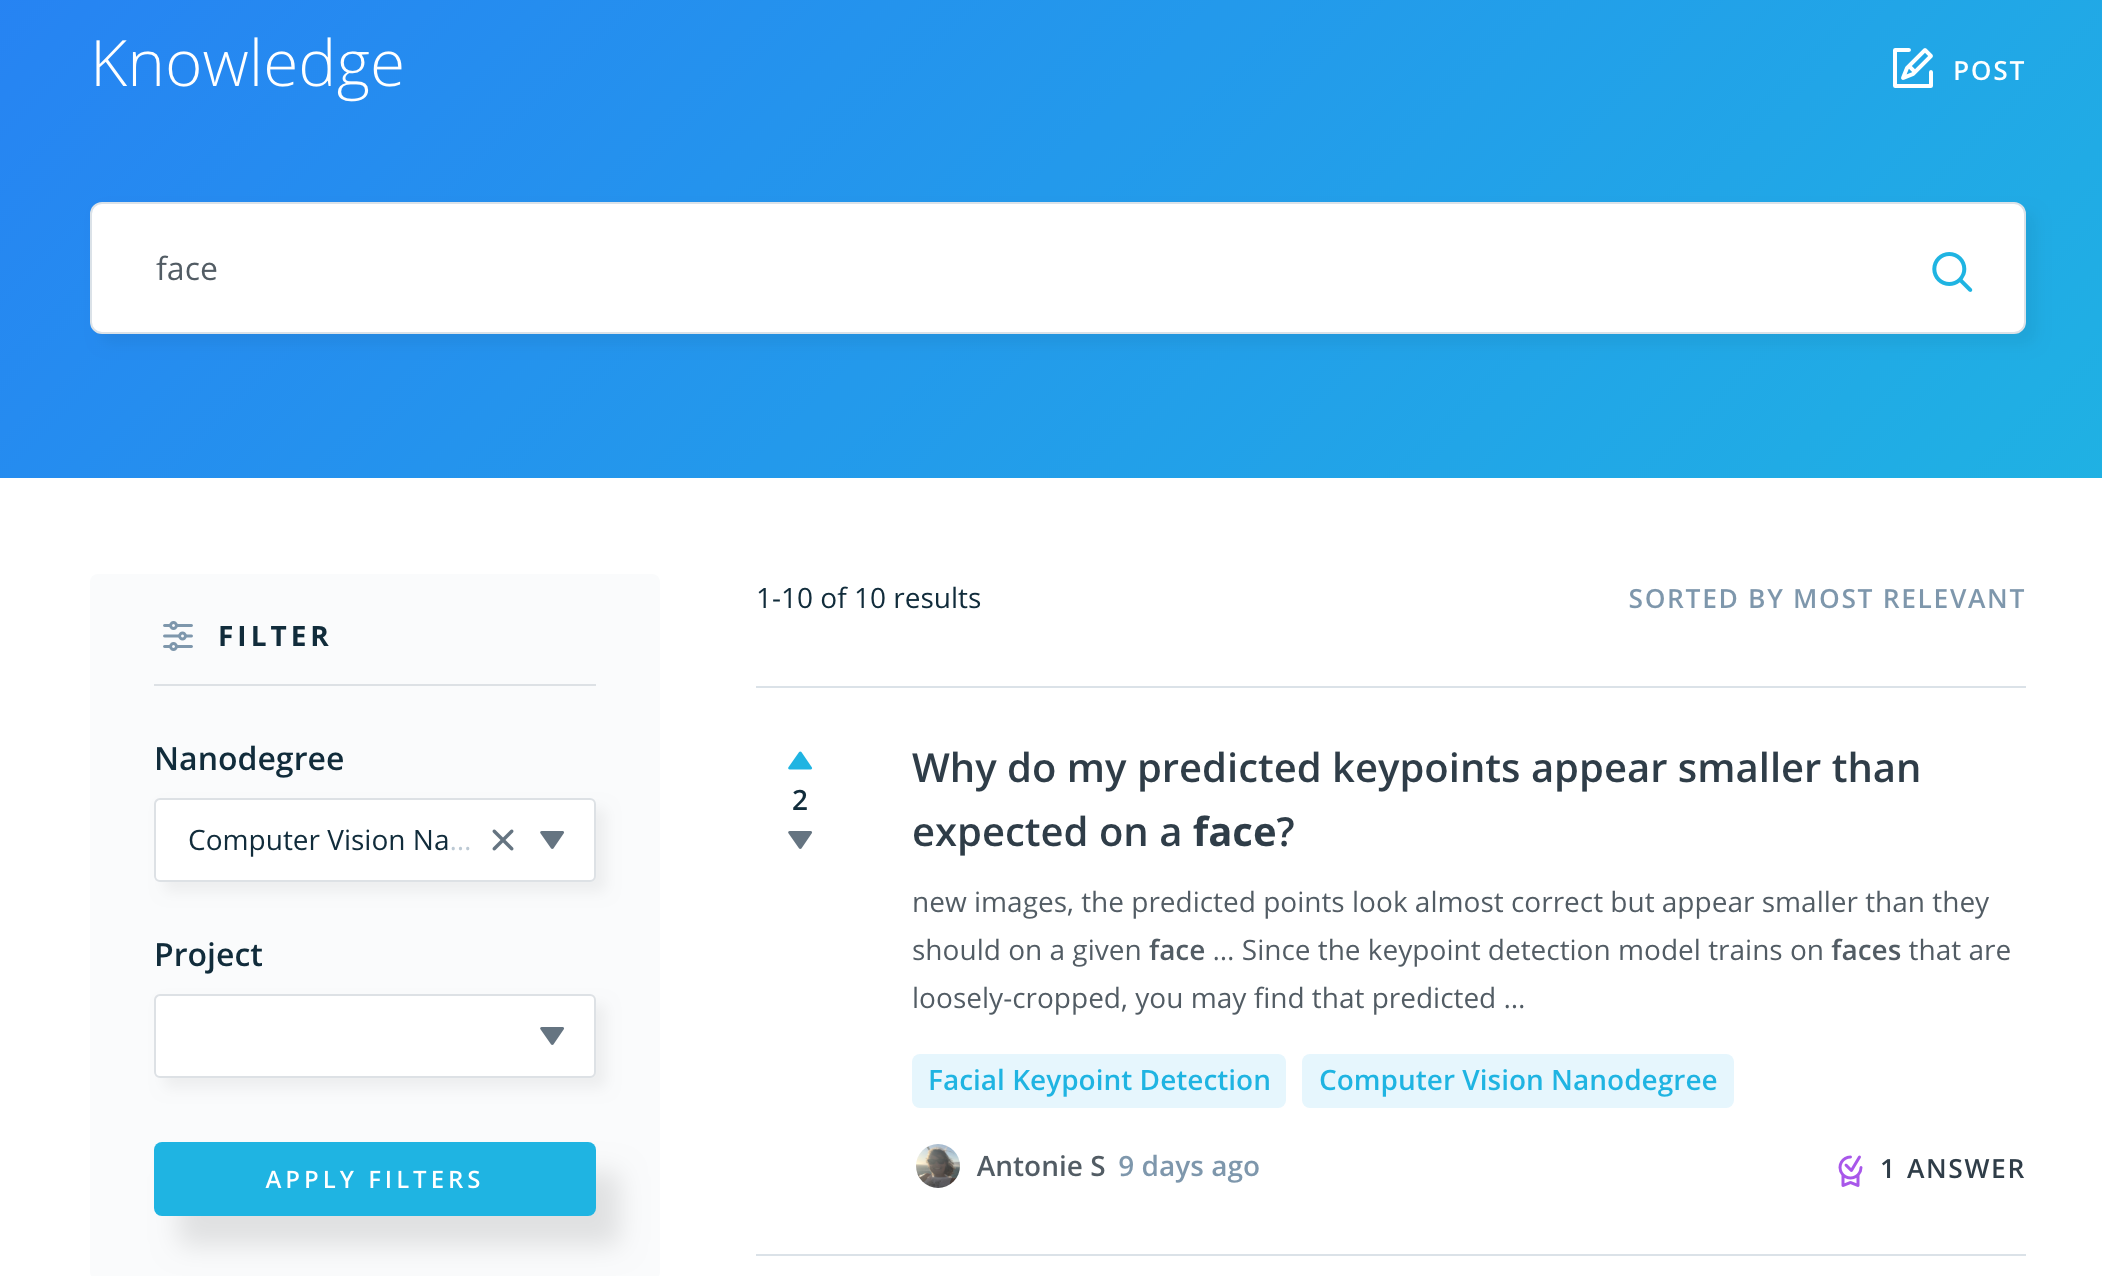 Knowledge
POST
face
FILTER
Nanodegree
Computer Vision Na...
Project
APPLY FILTERS
1-10 of 10 results
SORTED BY MOST RELEVANT
2
Why do my predicted keypoints appear smaller than
expected on a face?
new images, the predicted points look almost correct but appear smaller than they
should on a given face ... Since the keypoint detection model trains on faces that are
loosely-cropped, you may find that predicted ...
Facial Keypoint Detection
Computer Vision Nanodegree
Antonie S 9 days ago
1 ANSWER